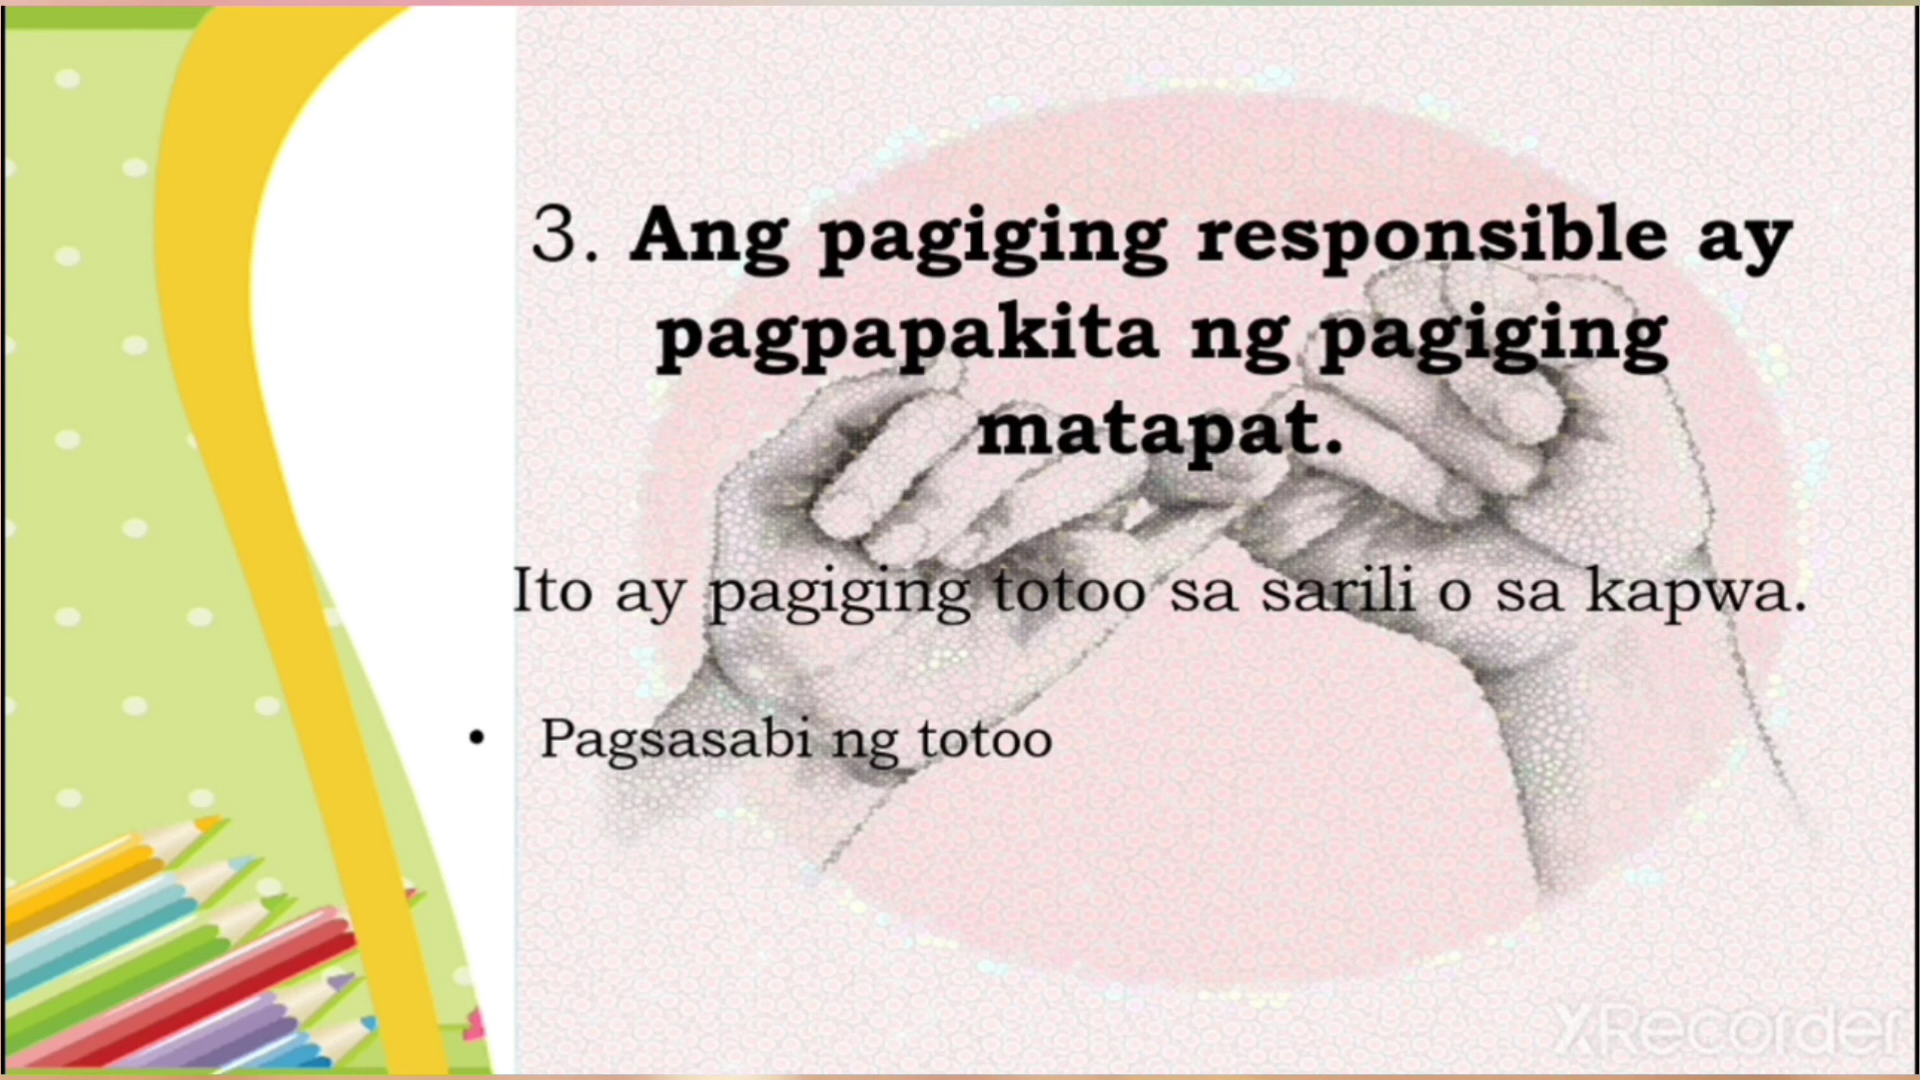 3. Ang pagiging responsible ay
pagpapakita ng pagiging
matapat.
Ito ay pagiging totoo sa sarili o sa kapwa.
• Pagsasabi ng totoo
XRecorder